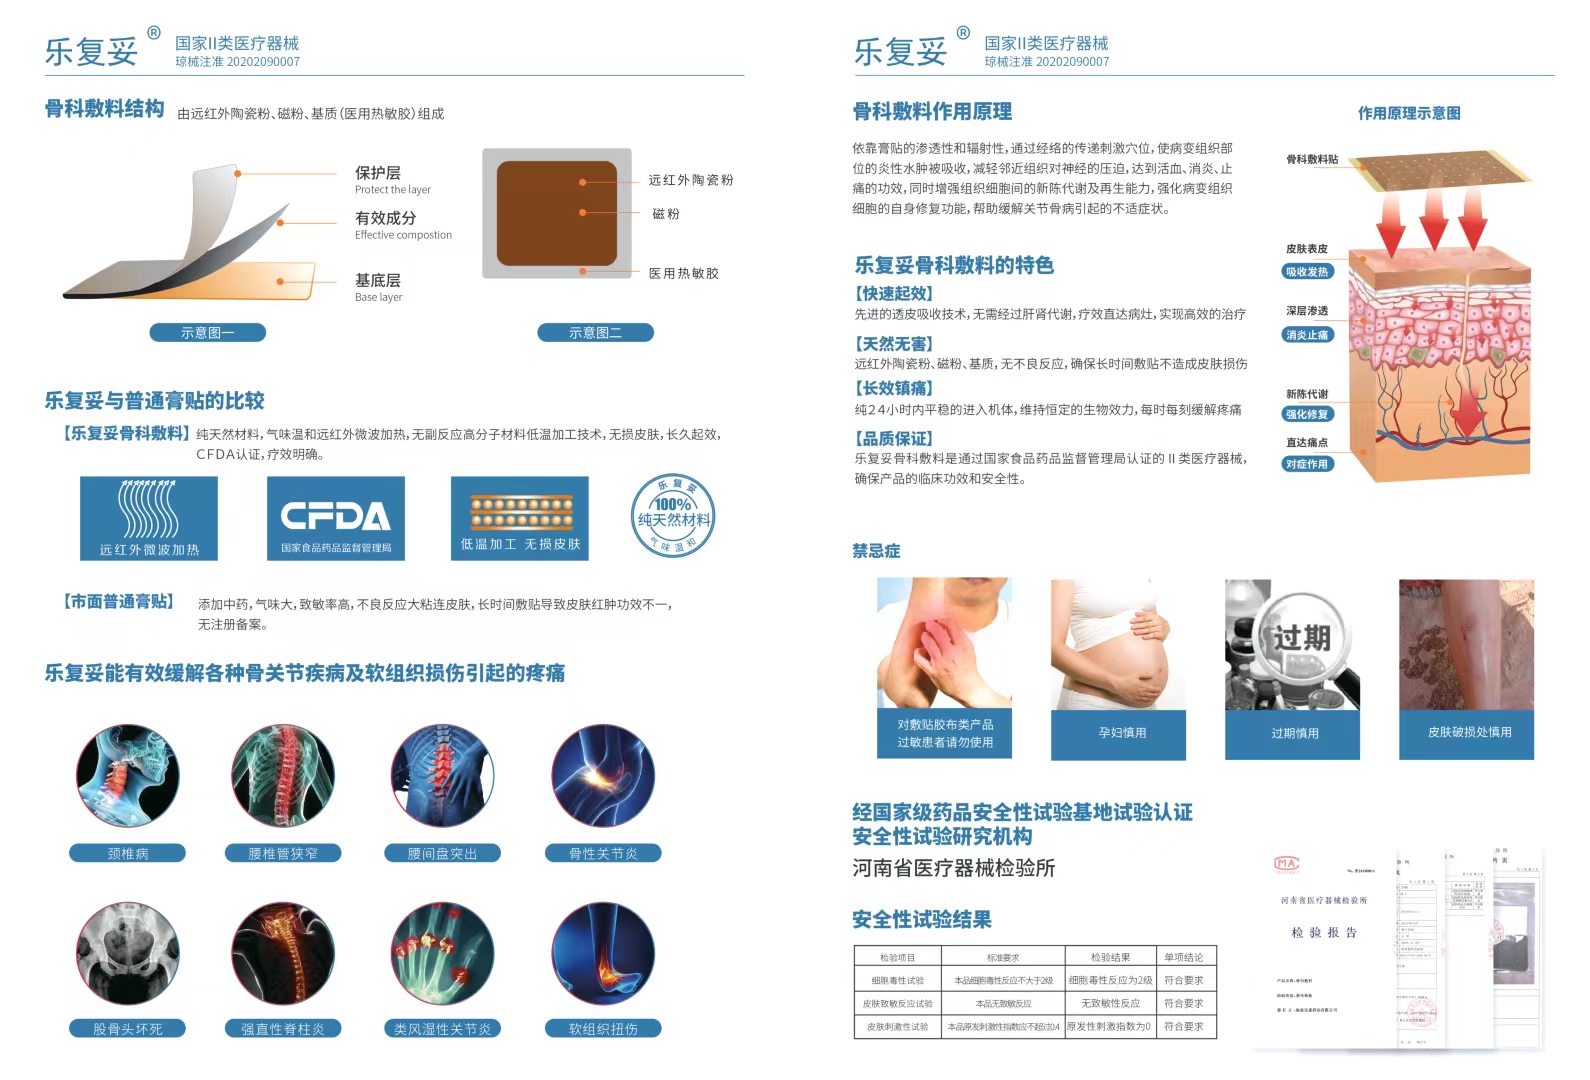 乐复妥®
国家II类医疗器械
琼械注准 20202090007
骨科敷料结构
由远红外陶瓷粉、磁粉、基质(医用热敏胶)组成
保护层
Protect the layer
有效成分
Effective compostion
基底层
Base layer
示意图一
远红外陶瓷粉
磁粉
医用热敏胶
示意图二
乐复妥与普通膏贴的比较
【乐复妥骨科敷料】 纯天然材料,气味温和远红外微波加热,无副反应高分子材料低温加工技术,无损皮肤,长久起效,
CFDA认证,疗效明确。
远红外微波加热
CFDA
国家食品药品监督管理局
低温加工 无损皮肤
乐复妥
100%
纯天然材料
气味温和
【市面普通膏贴】 添加中药,气味大,致敏率高,不良反应大粘连皮肤,长时间敷贴导致皮肤红肿功效不一,
无注册备案。
乐复妥能有效缓解各种骨关节疾病及软组织损伤引起的疼痛
颈椎病
腰椎管狭窄
腰间盘突出
骨性关节炎
股骨头坏死
强直性脊柱炎
类风湿性关节炎
软组织扭伤
乐复妥®
国家II类医疗器械
琼械注准 20202090007
骨科敷料作用原理
依靠膏贴的渗透性和辐射性,通过经络的传递刺激穴位,使病变组织部
位的炎性水肿被吸收,减轻邻近组织对神经的压迫,达到活血、消炎、止
痛的功效,同时增强组织细胞间的新陈代谢及再生能力,强化病变组织
细胞的自身修复功能,帮助缓解关节骨病引起的不适症状。
作用原理示意图
骨科敷料贴
皮肤表皮
吸收发热
深层渗透
消炎止痛
新陈代谢
强化修复
直达痛点
对症作用
乐复妥骨科敷料的特色
【快速起效】
先进的透皮吸收技术,无需经过肝肾代谢,疗效直达病灶,实现高效的治疗
【天然无害】
远红外陶瓷粉、磁粉、基质,无不良反应,确保长时间敷贴不造成皮肤损伤
【长效镇痛】
纯24小时内平稳的进入机体,维持恒定的生物效力,每时每刻缓解疼痛
【品质保证】
乐复妥骨科敷料是通过国家食品药品监督管理局认证的 II 类医疗器械,
确保产品的临床功效和安全性。
禁忌症
对敷贴胶布类产品
过敏患者请勿使用
孕妇慎用
过期
过期慎用
皮肤破损处慎用
经国家级药品安全性试验基地试验认证
安全性试验研究机构
河南省医疗器械检验所
安全性试验结果
检验项目 标准要求 检验结果 单项结论
细胞毒性试验 本品细胞毒性反应不大于2级 细胞毒性反应为2级 符合要求
皮肤致敏反应试验 本品无致敏反应 无致敏性反应 符合要求
皮肤刺激性试验 本品原发刺激性指数应不超过0.4 原发性刺激指数为0 符合要求
MA
河南省医疗器械检验所
检验报告